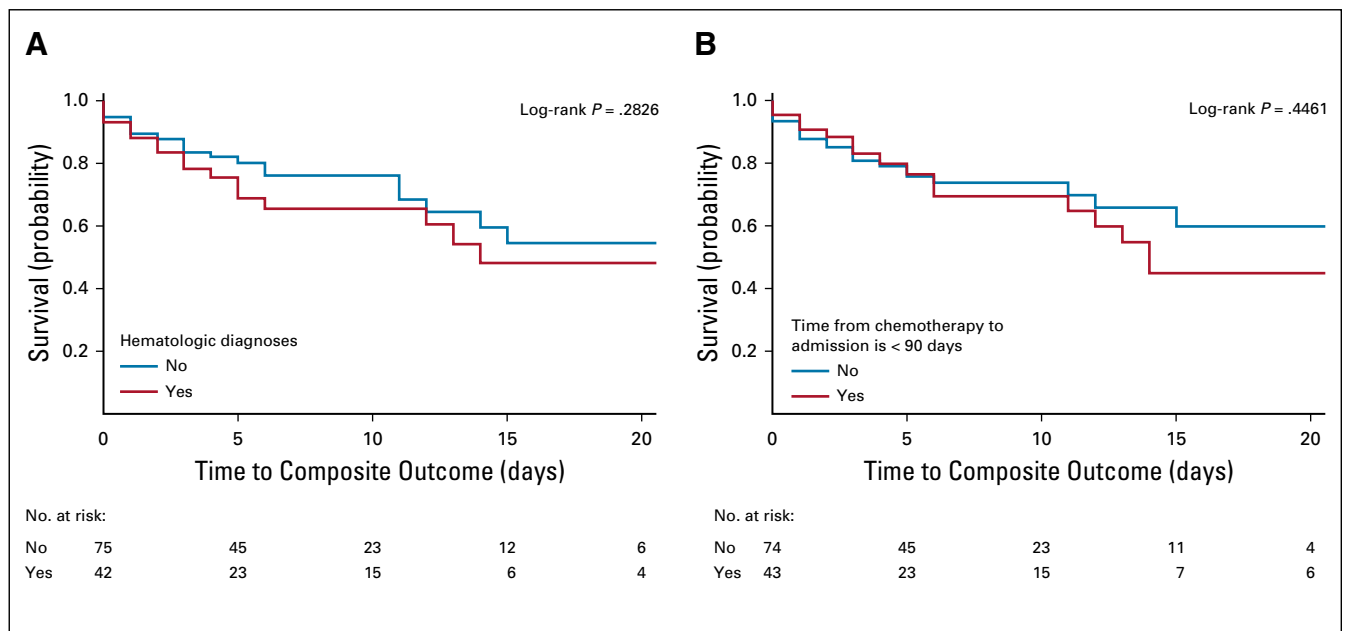 A
1.0
0.8
0.6
0.4
0.2
Survival (probability)
Log-rank P = .2826
Hematologic diagnoses
No
Yes
0 5 10 15 20
Time to Composite Outcome (days)
No. at risk:
No 75 45 23 12 6
Yes 42 23 15 6 4
B
1.0
0.8
0.6
0.4
0.2
Survival (probability)
Log-rank P = .4461
Time from chemotherapy to
admission is < 90 days
No
Yes
0 5 10 15 20
Time to Composite Outcome (days)
No. at risk:
No 74 45 23 11 4
Yes 43 23 15 7 6